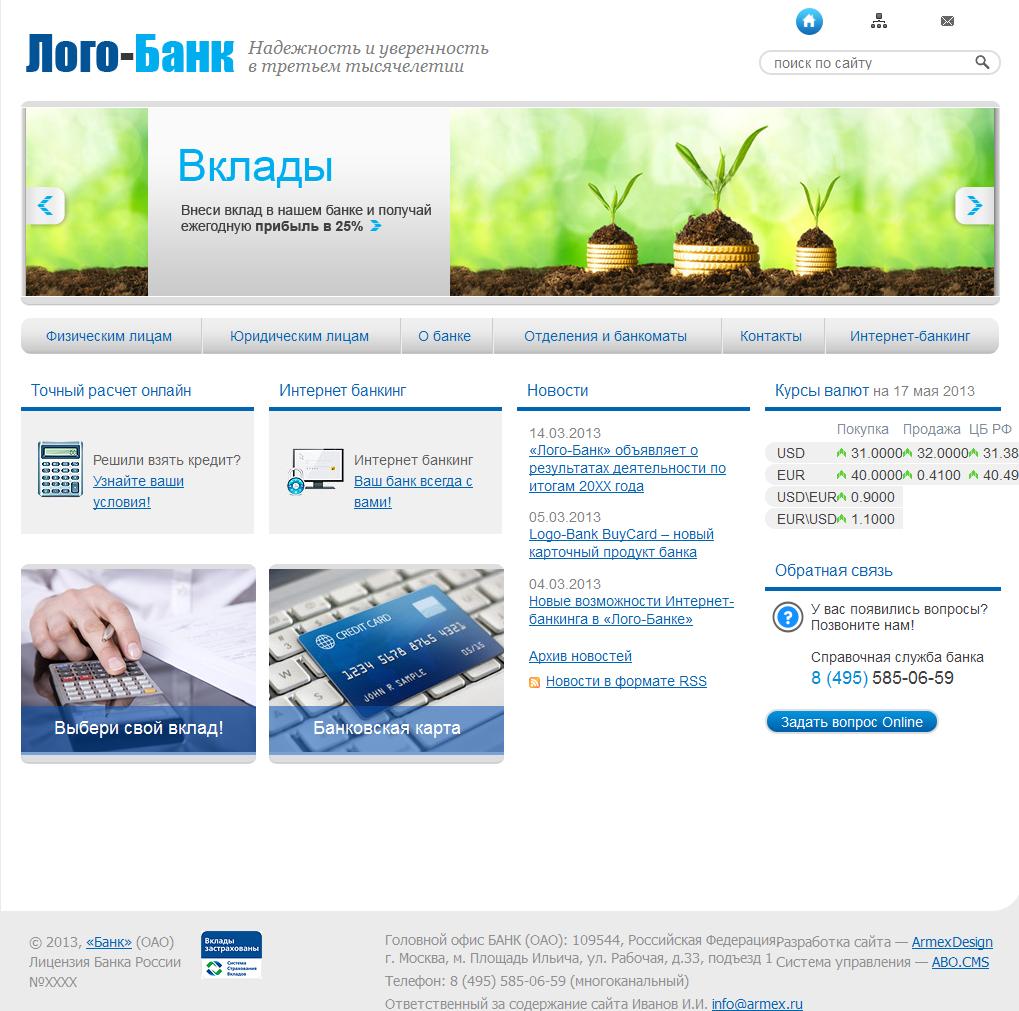 Лого-Банк
Надежность и уверенность
в третьем тысячелетии
поиск по сайту
Вклады
Внеси вклад в нашем банке и получай
ежегодную прибыль в 25%
Физическим лицам
Юридическим лицам
О банке
Отделения и банкоматы
Контакты
Интернет-банкинг
Точный расчет онлайн
Решили взять кредит?
Узнайте ваши
условия!
Интернет банкинг
Интернет банкинг
Ваш банк всегда с
вами!
CREDIT CARD
1234 5678 8765 4321
05/15
JOHN R SAMPLE
Выбери свой вклад!
Банковская карта
Новости
14.03.2013
«Лого-Банк» объявляет о
результатах деятельности по
итогам 20XX года
05.03.2013
Logo-Bank BuyCard – новый
карточный продукт банка
04.03.2013
Новые возможности Интернет-
банкинга в «Лого-Банке»
Архив новостей
Новости в формате RSS
Курсы валют на 17 мая 2013
Покупка Продажа ЦБ РФ
USD 31.0000 32.0000 31.38
EUR 40.0000 0.4100 40.49
USD\EUR 0.9000
EUR\USD 1.1000
Обратная связь
У вас появились вопросы?
Позвоните нам!
Справочная служба банка
8 (495) 585-06-59
Задать вопрос Online
© 2013, «Банк» (ОАО)
Лицензия Банка России
№XXXX
Вклады
застрахованы
Система
Страхования
Вкладов
Головной офис БАНК (ОАО): 109544, Российская Федерация
г. Москва, м. Площадь Ильича, ул. Рабочая, д.33, подъезд 1
Телефон: 8 (495) 585-06-59 (многоканальный)
Ответственный за содержание сайта Иванов И.И. info@armex.ru
Разработка сайта — ArmexDesign
Система управления — ABO.CMS